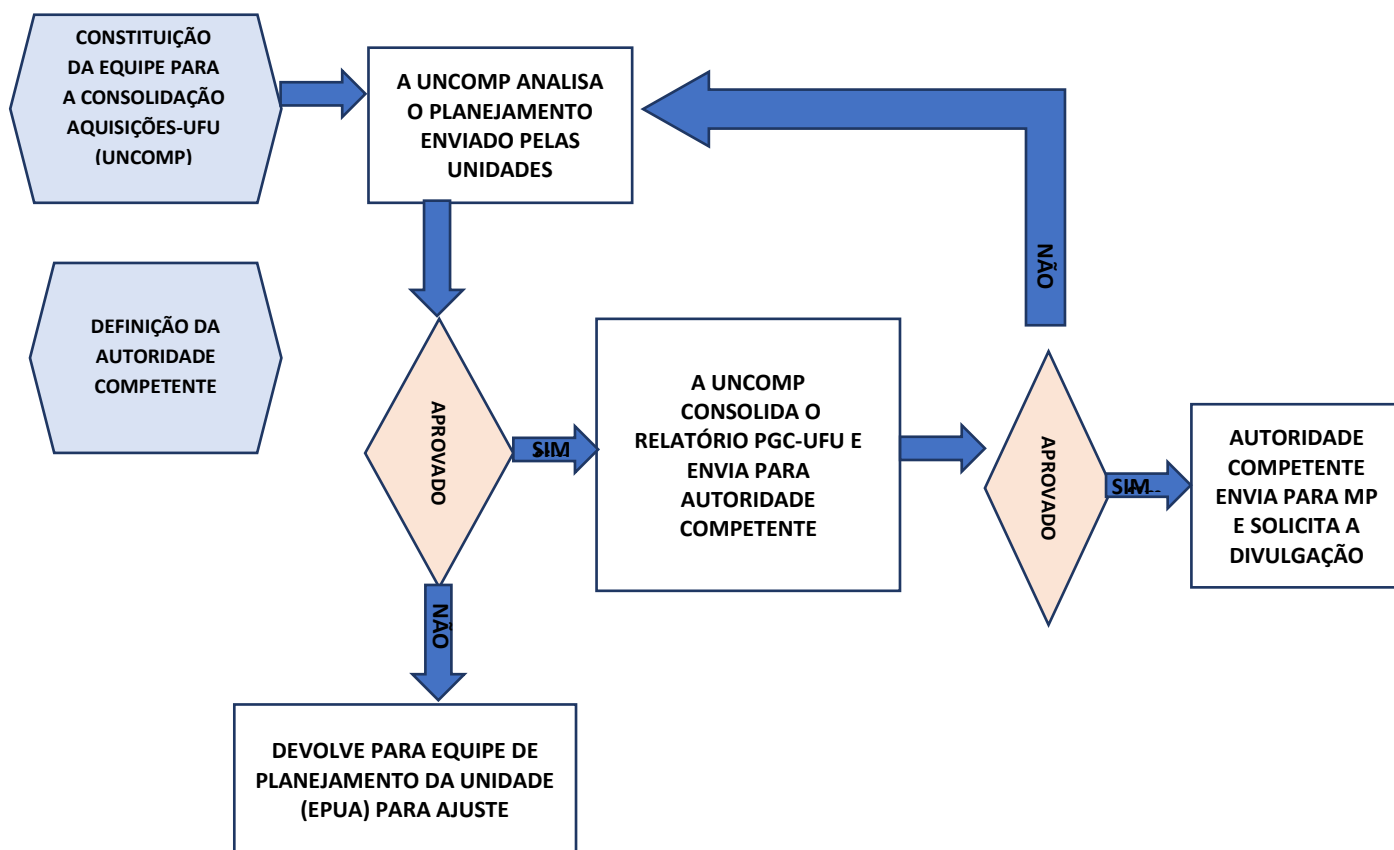 CONSTITUIÇÃO
DA EQUIPE PARA
A CONSOLIDAÇÃO
AQUISIÇÕES-UFU
(UNCOMP)
A UNCOMP ANALISA
O PLANEJAMENTO
ENVIADO PELAS
UNIDADES
NÃO
DEFINIÇÃO DA
AUTORIDADE
COMPETENTE
APROVADO
SIM
A UNCOMP
CONSOLIDA O
RELATÓRIO PGC-UFU E
ENVIA PARA
AUTORIDADE
COMPETENTE
APROVADO
SIM
AUTORIDADE
COMPETENTE
ENVIA PARA MP
E SOLICITA A
DIVULGAÇÃO
NÃO
DEVOLVE PARA EQUIPE DE
PLANEJAMENTO DA UNIDADE
(EPUA) PARA AJUSTE